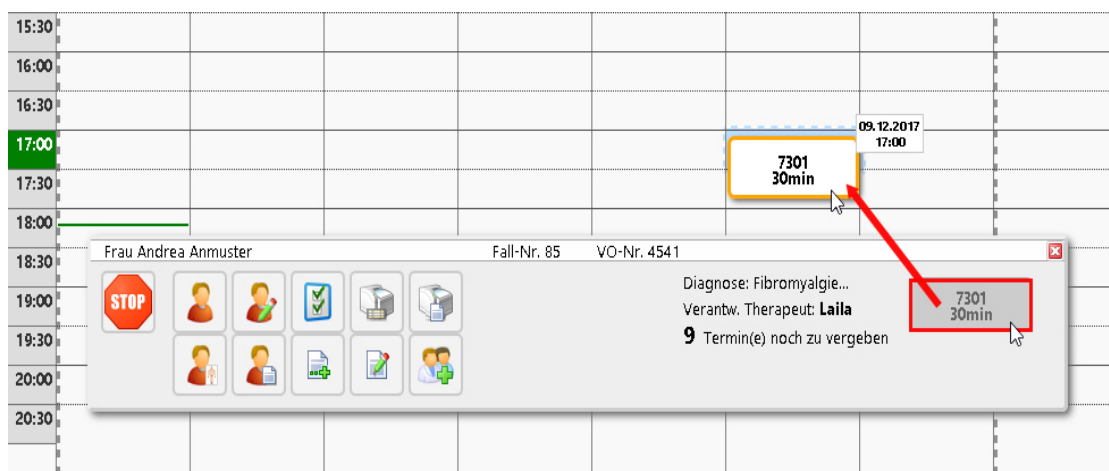 15:30
16:00
16:30
17:00
17:30
18:00
18:30
19:00
19:30
20:00
20:30
09.12.2017
17:00
7301
30min
Frau Andrea Anmuster Fall-Nr. 85 VO-Nr. 4541
STOP
Diagnose: Fibromyalgie...
Verantw. Therapeut: Laila
9 Termin(e) noch zu vergeben
7301
30min